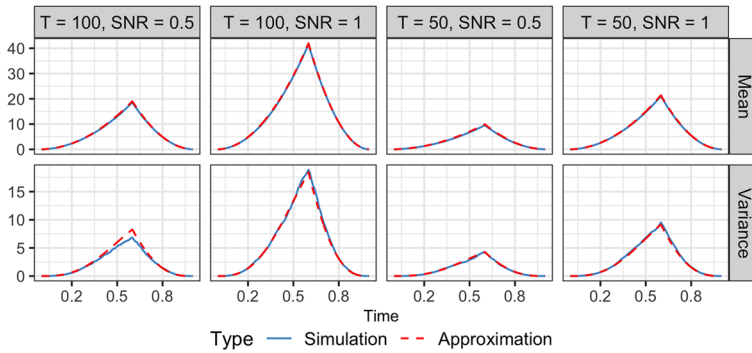 T = 100, SNR = 0.5
T = 100, SNR = 1
T = 50, SNR = 0.5
T = 50, SNR = 1
40
30
20
10
0
Mean
15
10
5
0
Variance
0.2 0.5 0.8
0.2 0.5 0.8
0.2 0.5 0.8
0.2 0.5 0.8
Time
Type Simulation Approximation